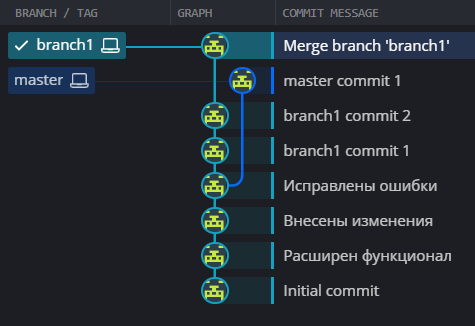 BRANCH / TAG GRAPH COMMIT MESSAGE
branch1 Merge branch 'branch1'
master master commit 1
branch1 commit 2
branch1 commit 1
Исправлены ошибки
Внесены изменения
Расширен функционал
Initial commit